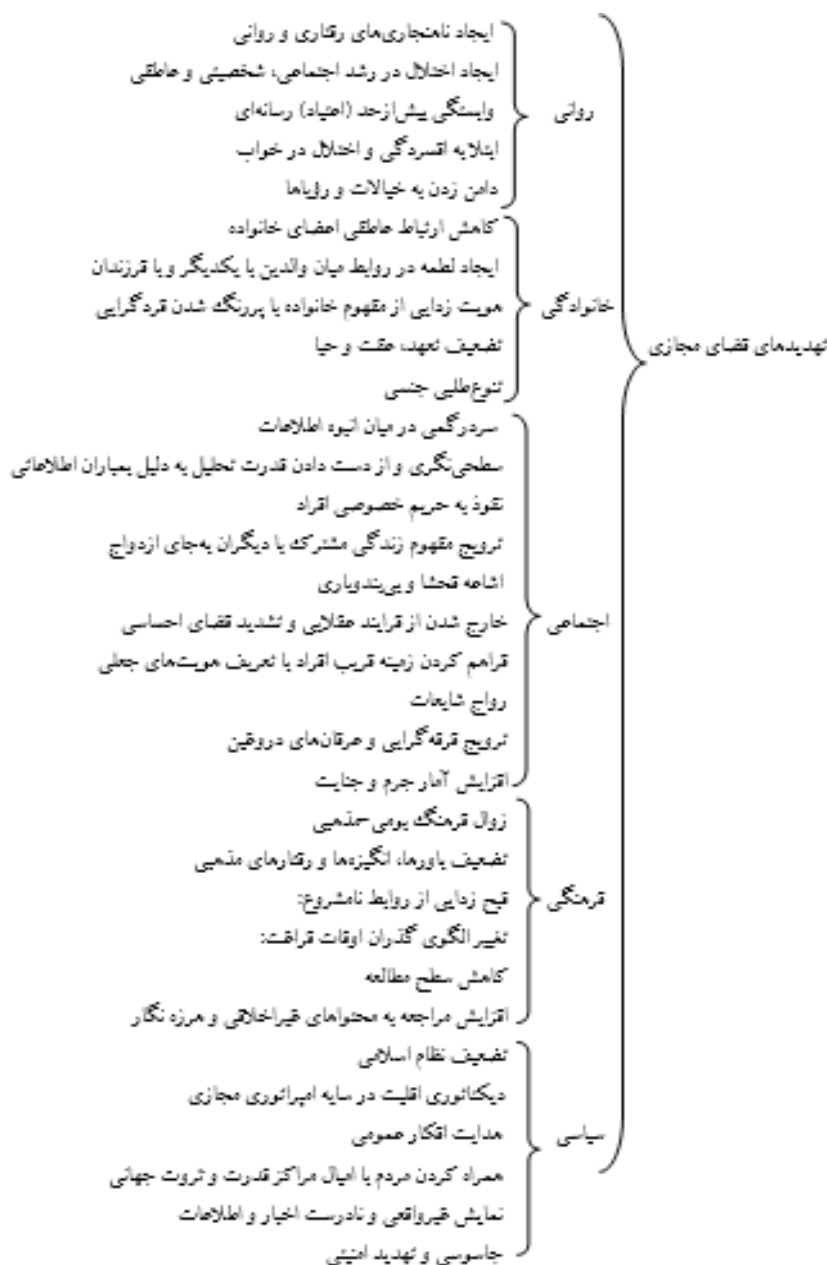 تهدیدهای فضای مجازی
روانی
ایجاد ناهنجاری‌های رفتاری و روانی
ایجاد اختلال در رشد اجتماعی، شخصیتی و عاطفی
وابستگی بیش‌ازحد (اعتیاد) رسانه‌ای
ابتلابه افسردگی و اختلال در خواب
دامن زدن به خیالات و رؤیاها
خانوادگی
کاهش ارتباط عاطفی اعضای خانواده
ایجاد لطمه در روابط میان والدین با یکدیگر و با فرزندان
هویت زدایی از مفهوم خانواده با پررنگ شدن فردگرایی
تضعیف تعهد، عفت و حیا
تنوع‌طلبی جنسی
اجتماعی
سردرگمی در میان انبوه اطلاعات
سطحی‌نگری و از دست دادن قدرت تحلیل به دلیل بمباران اطلاعاتی
نفوذ به حریم خصوصی افراد
ترویج مفهوم زندگی مشترک با دیگران به‌جای ازدواج
اشاعه فحشا و بی‌بندوباری
خارج شدن از فرایند عقلایی و تشدید فضای احساسی
فراهم کردن زمینه فریب افراد با تعریف هویت‌های جعلی
رواج شایعات
ترویج فرقه‌گرایی و عرفان‌های دروغین
افزایش آمار جرم و جنایت
فرهنگی
زوال فرهنگ بومی-مذهبی
تضعیف باورها، انگیزه‌ها و رفتارهای مذهبی
قبح زدایی از روابط نامشروع:
تغییر الگوی گذران اوقات فراغت:
کاهش سطح مطالعه
افزایش مراجعه به محتواهای غیراخلاقی و هرزه نگار
سیاسی
تضعیف نظام اسلامی
دیکتاتوری اقلیت در سایه امپراتوری مجازی
هدایت افکار عمومی
همراه کردن مردم با امیال مراکز قدرت و ثروت جهانی
نمایش غیرواقعی و نادرست اخبار و اطلاعات
جاسوسی و تهدید امنیتی